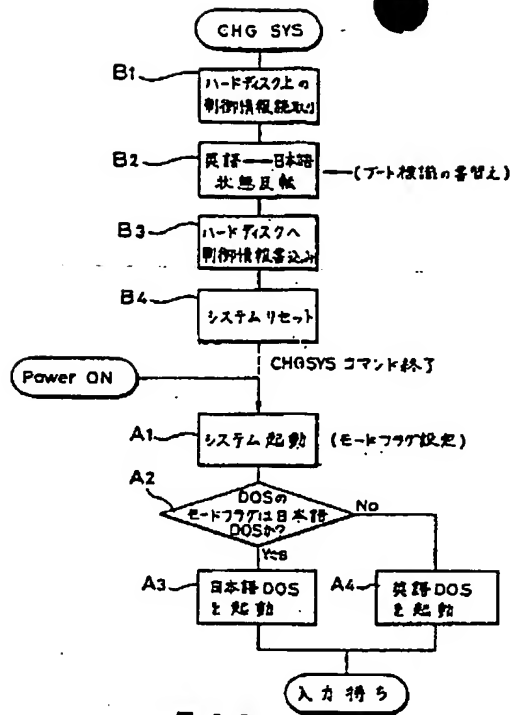 CHG SYS
B1
ハードディスク上の
制御情報読取り
B2
英語――日本語
状態反転
(ブート標識の書替え)
B3
ハードディスクへ
制御情報書込み
B4
システムリセット
CHGSYS コマンド終了
Power ON
A1
システム起動
(モードフラグ設定)
A2
DOSの
モードフラグは日本語
DOSか?
No
Yes
A3
日本語DOS
を起動
A4
英語DOS
を起動
入力待ち